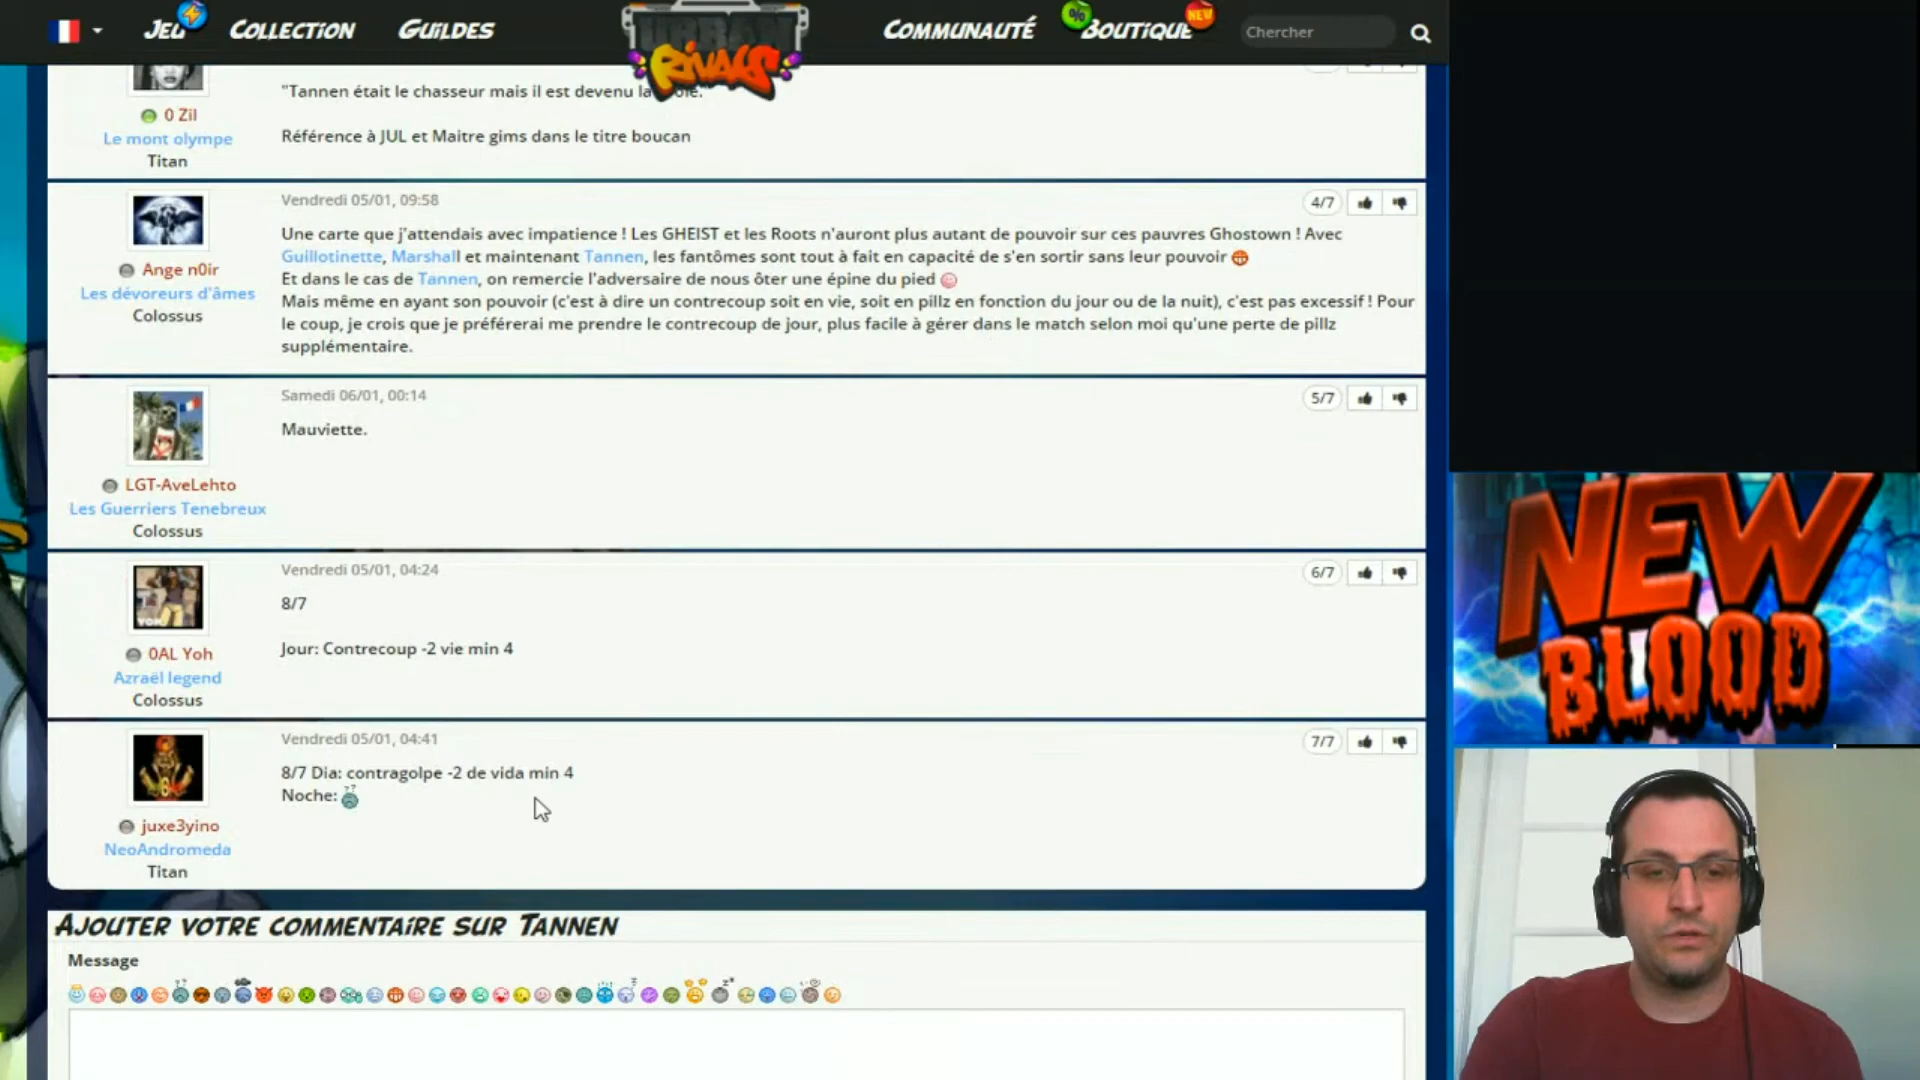 JEU
COLLECTION
GUILDES
URBAN
RIVALS
COMMUNAUTÉ
%
BOUTIQUE
NEW
Chercher
"Tannen était le chasseur mais il est devenu la
0 Zil
Le mont olympe
Titan
Référence à JUL et Maitre gims dans le titre boucan
Vendredi 05/01, 09:58
4/7
Ange n0ir
Les dévoreurs d'âmes
Colossus
Une carte que j'attendais avec impatience ! Les GHEIST et les Roots n'auront plus autant de pouvoir sur ces pauvres Ghostown ! Avec
Guillotinette, Marshall et maintenant Tannen, les fantômes sont tout à fait en capacité de s'en sortir sans leur pouvoir
Et dans le cas de Tannen, on remercie l'adversaire de nous ôter une épine du pied
Mais même en ayant son pouvoir (c'est à dire un contrecoup soit en vie, soit en pillz en fonction du jour ou de la nuit), c'est pas excessif ! Pour
le coup, je crois que je préférerai me prendre le contrecoup de jour, plus facile à gérer dans le match selon moi qu'une perte de pillz
supplémentaire.
Samedi 06/01, 00:14
5/7
Mauviette.
LGT-AveLehto
Les Guerriers Tenebreux
Colossus
Vendredi 05/01, 04:24
6/7
8/7
Jour: Contrecoup -2 vie min 4
0AL Yoh
Azraël legend
Colossus
Vendredi 05/01, 04:41
7/7
8/7 Dia: contragolpe -2 de vida min 4
Noche:
juxe3yino
NeoAndromeda
Titan
AJOUTER VOTRE COMMENTAIRE SUR TANNEN
Message
NEW
BLOOD